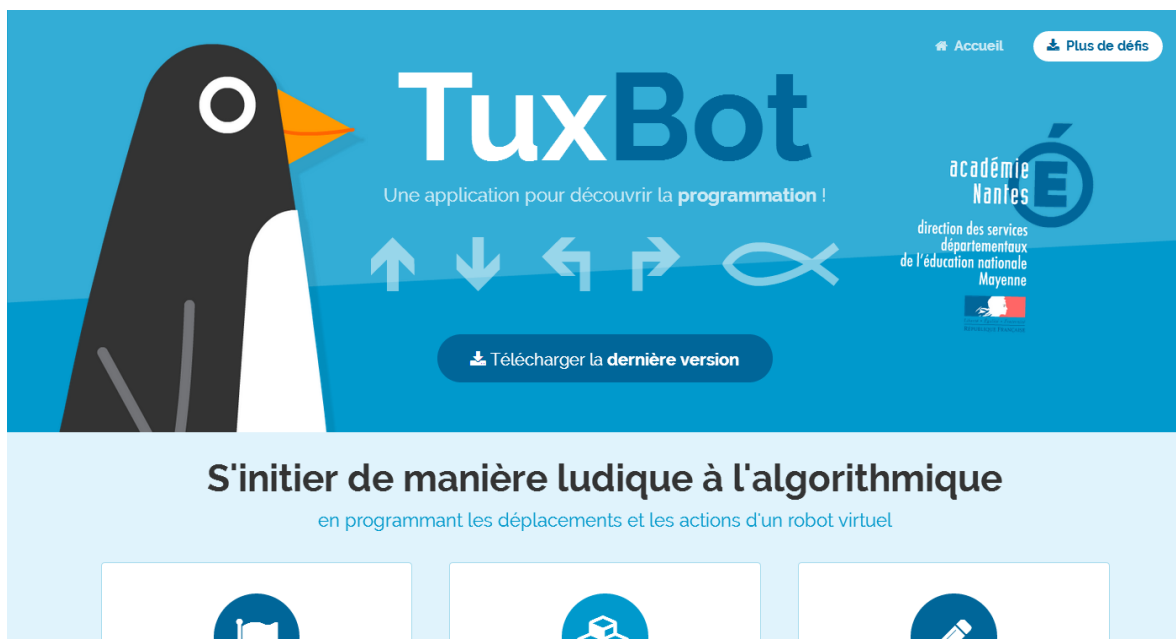 Accueil
Plus de défis
TuxBot
Une application pour découvrir la programmation !
académie
Nantes
É
direction des services
départementaux
de l'éducation nationale
Mayenne
Télécharger la dernière version
S'initier de manière ludique à l'algorithmique
en programmant les déplacements et les actions d'un robot virtuel